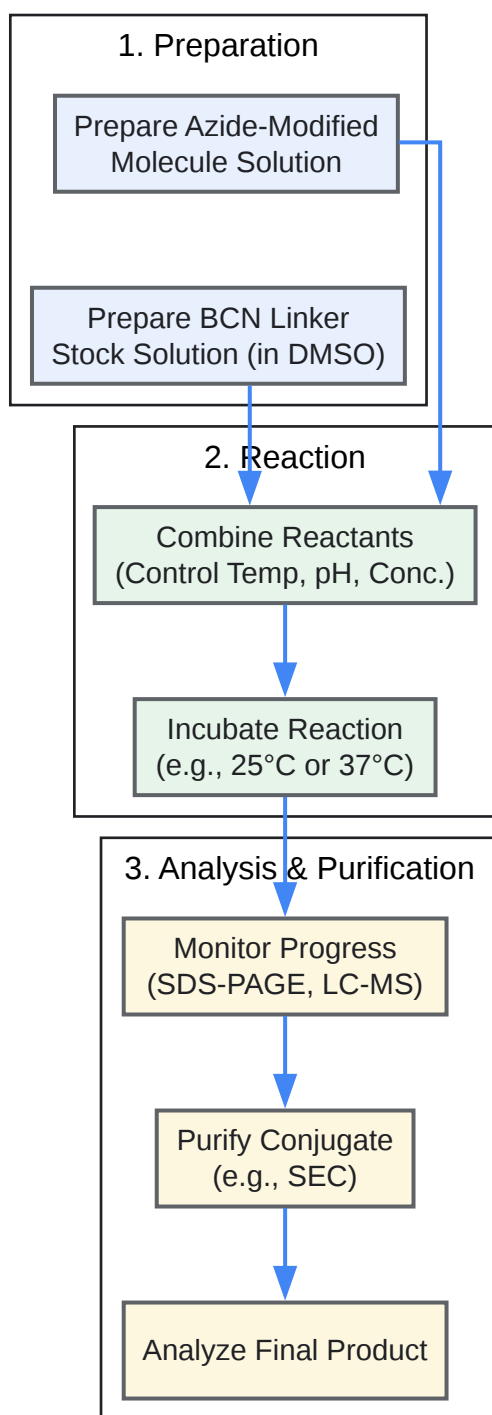 1. Preparation
Prepare Azide-Modified
Molecule Solution
Prepare BCN Linker
Stock Solution (in DMSO)
2. Reaction
Combine Reactants
(Control Temp, pH, Conc.)
Incubate Reaction
(e.g., 25°C or 37°C)
3. Analysis & Purification
Monitor Progress
(SDS-PAGE, LC-MS)
Purify Conjugate
(e.g., SEC)
Analyze Final Product